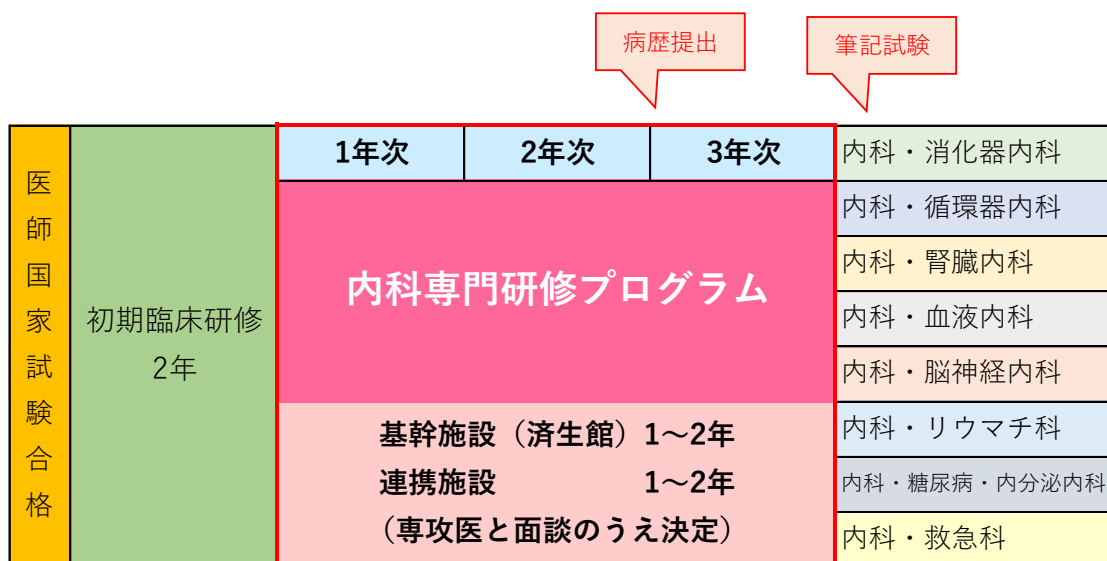 病歴提出
筆記試験
医師国家試験合格
初期臨床研修
2年
1年次
2年次
3年次
内科専門研修プログラム
基幹施設（済生館）1～2年
連携施設 1～2年
（専攻医と面談のうえ決定）
内科・消化器内科
内科・循環器内科
内科・腎臓内科
内科・血液内科
内科・脳神経内科
内科・リウマチ科
内科・糖尿病・内分泌内科
内科・救急科